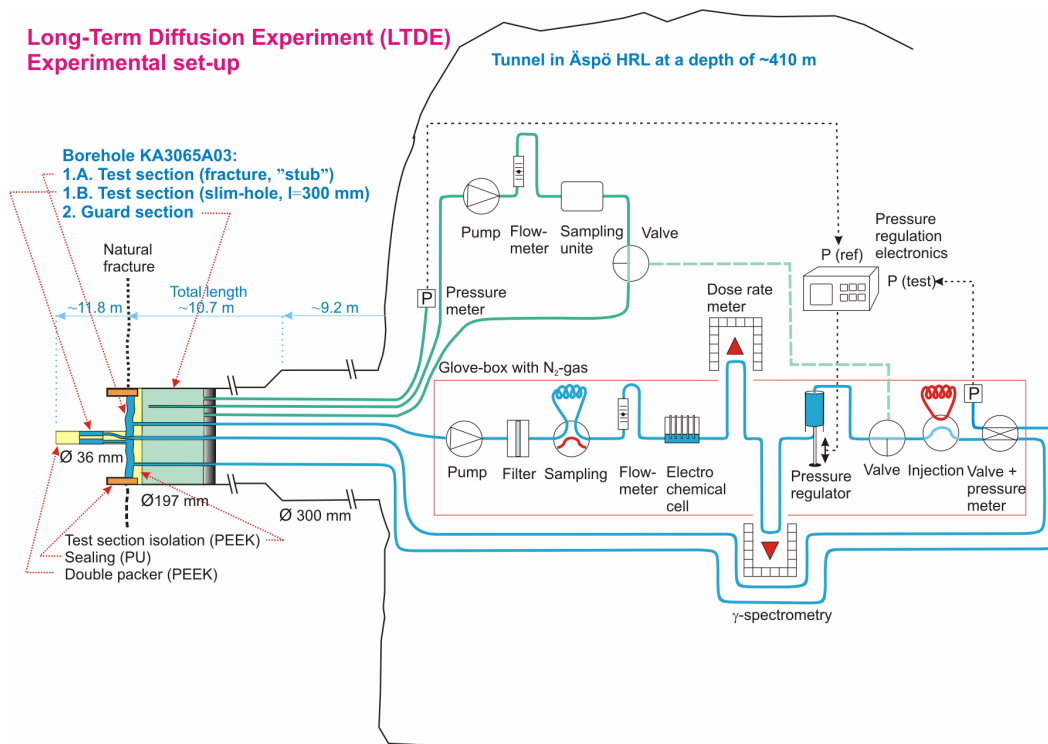 Long-Term Diffusion Experiment (LTDE)
Experimental set-up
Tunnel in Äspö HRL at a depth of ~410 m
Borehole KA3065A03:
1.A. Test section (fracture, ”stub”)
1.B. Test section (slim-hole, l=300 mm)
2. Guard section
Natural
fracture
Total length
~11.8 m
~10.7 m
~9.2 m
Pump
Flow-
meter
Sampling
unite
Valve
P
Pressure
meter
Pressure
regulation
electronics
P (ref)
P (test)
Dose rate
meter
Glove-box with N2-gas
P
Pump
Filter
Sampling
Flow-
meter
Electro
chemical
cell
Pressure
regulator
Valve
Injection
Valve +
pressure
meter
Ø 36 mm
Ø197 mm
Ø 300 mm
Test section isolation (PEEK)
Sealing (PU)
Double packer (PEEK)
γ-spectrometry